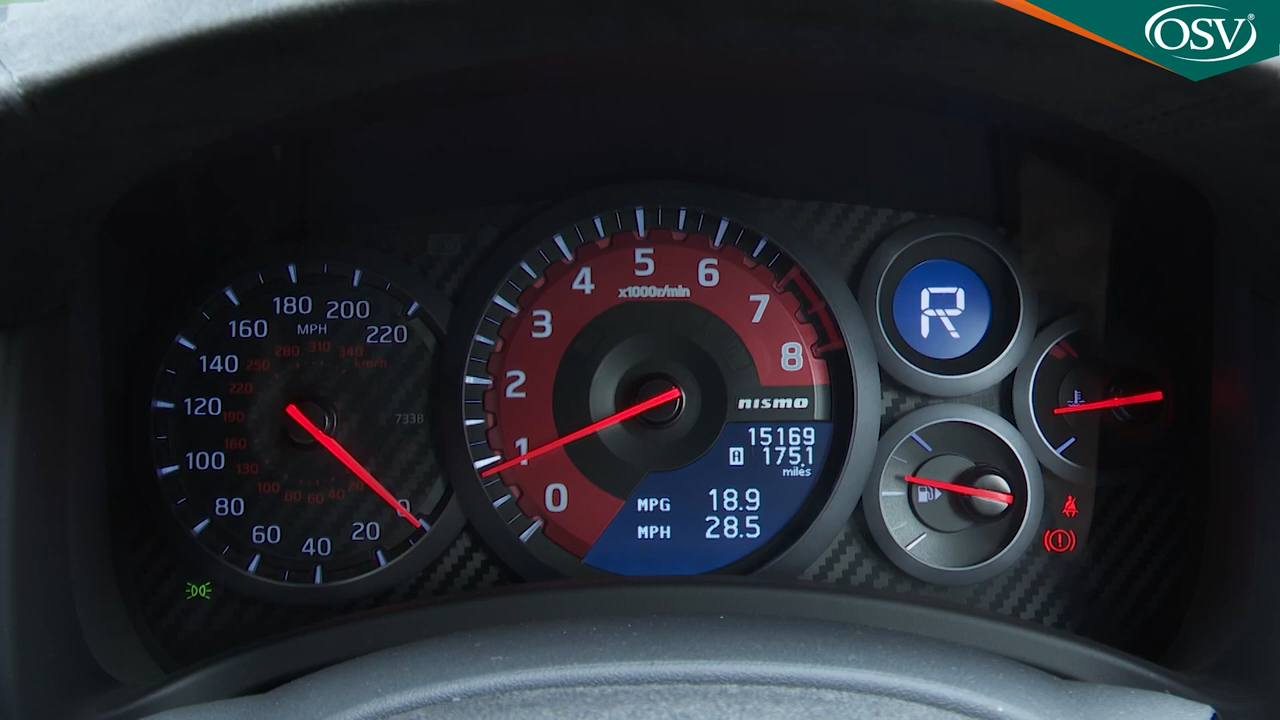 OSV®
180 200
160 MPH 220
280 310 340
140 250 km/h
220
120 190 7338
160
100 130
100 80 60 40 20
80 0
60 40 20
5
4 6
x1000r/min
3 7
2 8
nismo
1
0
15169
A 175.1
miles
MPG 18.9
MPH 28.5
R